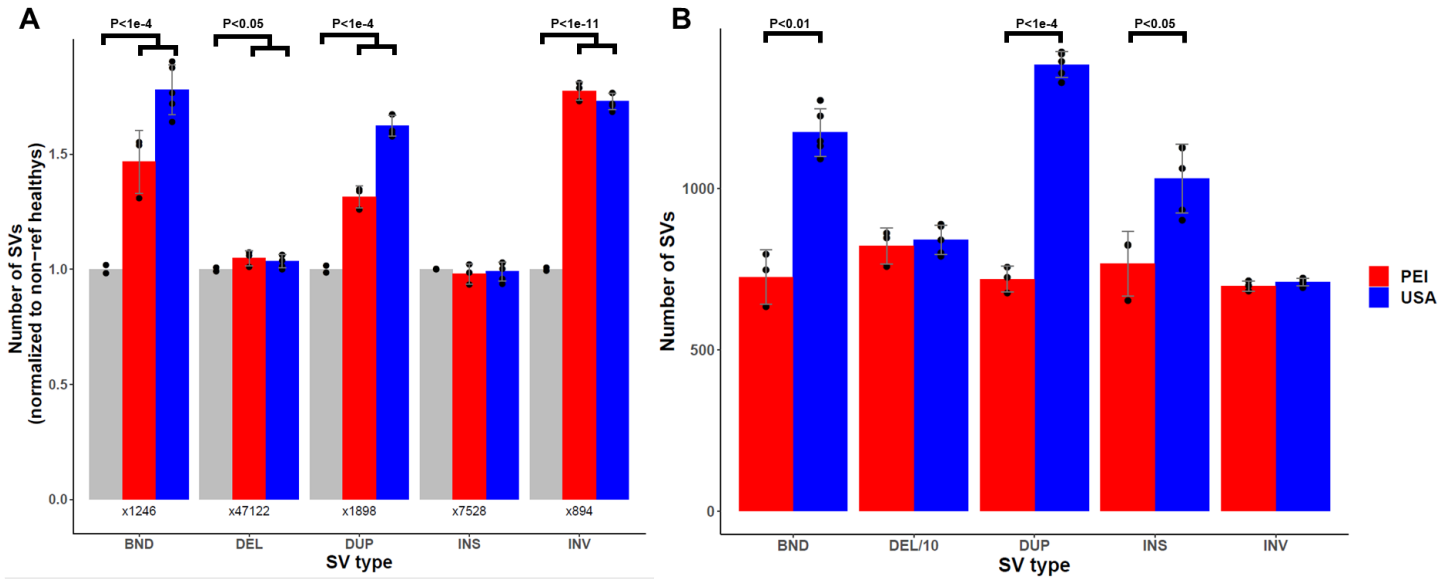 A
P<1e-4
P<0.05
P<1e-4
P<1e-11
Number of SVs
(normalized to non-ref healthys)
1.5
1.0
0.5
0.0
x1246
x47122
x1898
x7528
x894
BND
DEL
DUP
INS
INV
SV type
B
P<0.01
P<1e-4
P<0.05
Number of SVs
1000
500
0
BND
DEL/10
DUP
INS
INV
SV type
PEI
USA